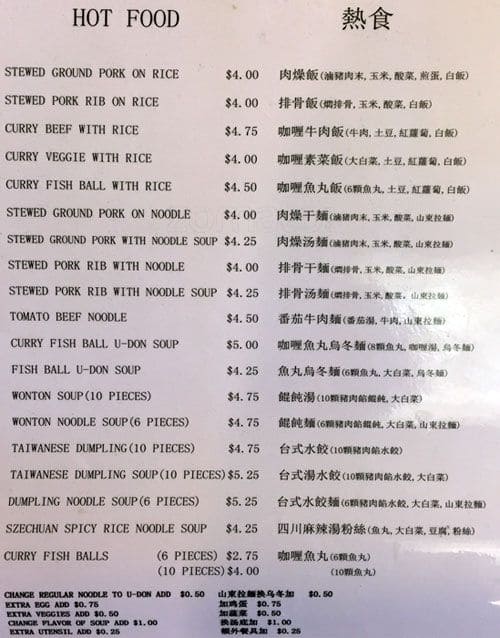 HOT FOOD 熱食
STEWED GROUND PORK ON RICE $4.00 肉燥飯(滷豬肉末,玉米,酸菜,煎蛋,白飯)
STEWED PORK RIB ON RICE $4.00 排骨飯(燜排骨,玉米,酸菜,白飯)
CURRY BEEF WITH RICE $4.75 咖喱牛肉飯(牛肉,土豆,紅蘿蔔,白飯)
CURRY VEGGIE WITH RICE $4.00 咖喱素菜飯(大白菜,土豆,紅蘿蔔,白飯)
CURRY FISH BALL WITH RICE $4.50 咖喱魚丸飯(6顆魚丸,土豆,紅蘿蔔,白飯)
STEWED GROUND PORK ON NOODLE $4.00 肉燥干麵(滷豬肉末,玉米,酸菜,山東拉麵)
STEWED GROUND PORK WITH NOODLE SOUP $4.25 肉燥汤麵(滷豬肉末,玉米,酸菜,山東拉麵)
STEWED PORK RIB WITH NOODLE $4.00 排骨干麵(燜排骨,玉米,酸菜,山東拉麵)
STEWED PORK RIB WITH NOODLE SOUP $4.25 排骨汤麵(燜排骨,玉米,酸菜,山東拉麵)
TOMATO BEEF NOODLE $4.50 番茄牛肉麵(番茄湯,牛肉,山東拉麵)
CURRY FISH BALL U-DON SOUP $5.00 咖喱魚丸烏冬麵(8顆魚丸,咖喱湯,烏冬麵)
FISH BALL U-DON SOUP $4.25 魚丸烏冬麵(6顆魚丸,大白菜,烏冬麵)
WONTON SOUP(10 PIECES) $4.75 餛飩湯(10顆豬肉餡餛飩,大白菜)
WONTON NOODLE SOUP(6 PIECES) $4.75 餛飩麵(6顆豬肉餡餛飩,大白菜,山東拉麵)
TAIWANESE DUMPLING(10 PIECES) $4.75 台式水餃(10顆豬肉餡水餃)
TAIWANESE DUMPLING SOUP(10 PIECES) $5.25 台式湯水餃(10顆豬肉餡水餃,大白菜)
DUMPLING NOODLE SOUP(6 PIECES) $5.25 台式水餃麵(6顆豬肉餡水餃,大白菜,山東拉麵)
SZECHUAN SPICY RICE NOODLE SOUP $4.25 四川麻辣湯粉絲(魚丸,大白菜,豆腐,粉絲)
CURRY FISH BALLS (6 PIECES) $2.75 咖喱魚丸(6顆魚丸)
(10 PIECES) $4.00 (10顆魚丸)
CHANGE REGULAR NOODLE TO U-DON ADD $0.50 山東拉麵换乌冬加 $0.50
EXTRA EGG ADD $0.75 加鸡蛋 $0.75
EXTRA VEGGIES ADD $0.50 加蔬菜 $0.50
CHANGE FLAVOR OF SOUP ADD $1.00 换汤底加 $1.00
EXTRA UTENSIL ADD $0.25 額外餐具加 $0.25